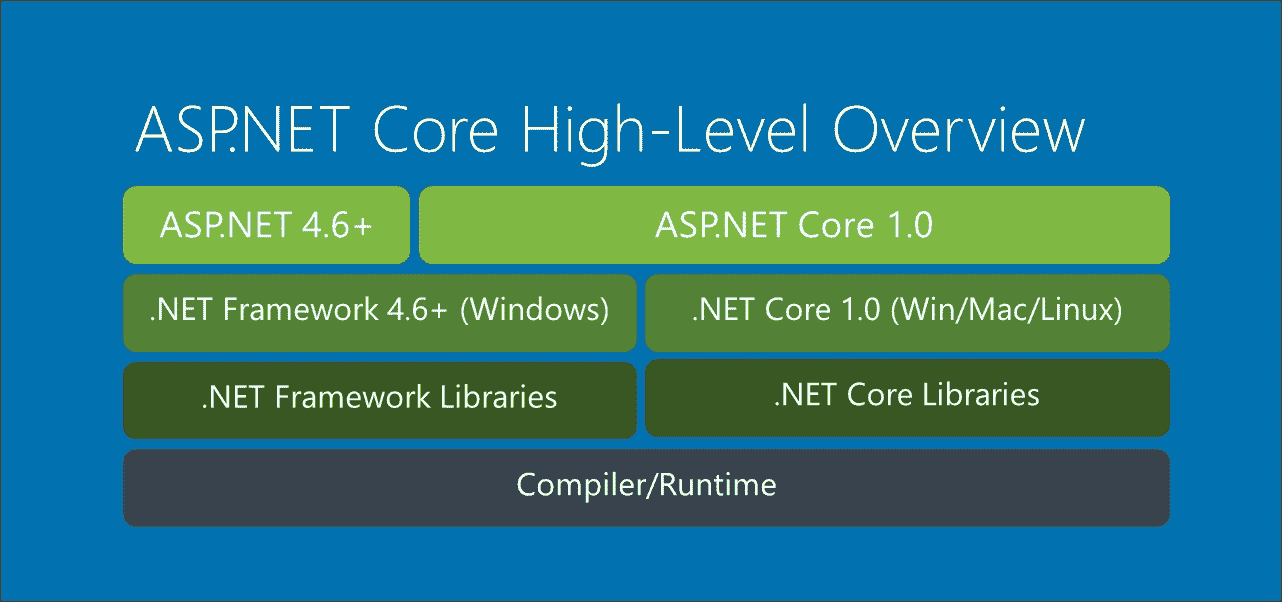 ASP.NET Core High-Level Overview
ASP.NET 4.6+
ASP.NET Core 1.0
.NET Framework 4.6+ (Windows)
.NET Core 1.0 (Win/Mac/Linux)
.NET Framework Libraries
.NET Core Libraries
Compiler/Runtime